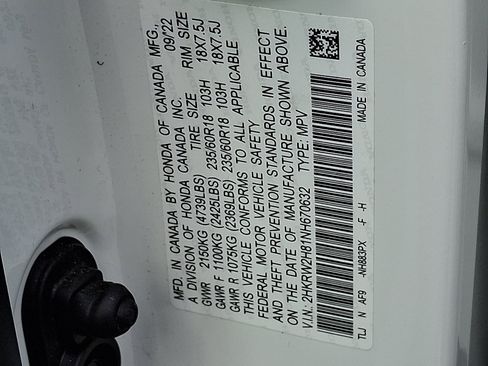 MFD. IN CANADA BY HONDA OF CANADA MFG.,
A DIVISION OF HONDA CANADA INC. 09/22
TIRE SIZE RIM SIZE
GVWR 2150KG (4739LBS)
GAWR F 1100KG (2425LBS) 235/60R18 103H 18X7.5J
GAWR R 1075KG (2369LBS) 235/60R18 103H 18X7.5J
THIS VEHICLE CONFORMS TO ALL APPLICABLE
FEDERAL MOTOR VEHICLE SAFETY
AND THEFT PREVENTION STANDARDS IN EFFECT
ON THE DATE OF MANUFACTURE SHOWN ABOVE.
V.I.N.: 2HKRW2H81NH670632 TYPE: MPV
TLJ N AF9 -NH883PX -F -H MADE IN CANADA